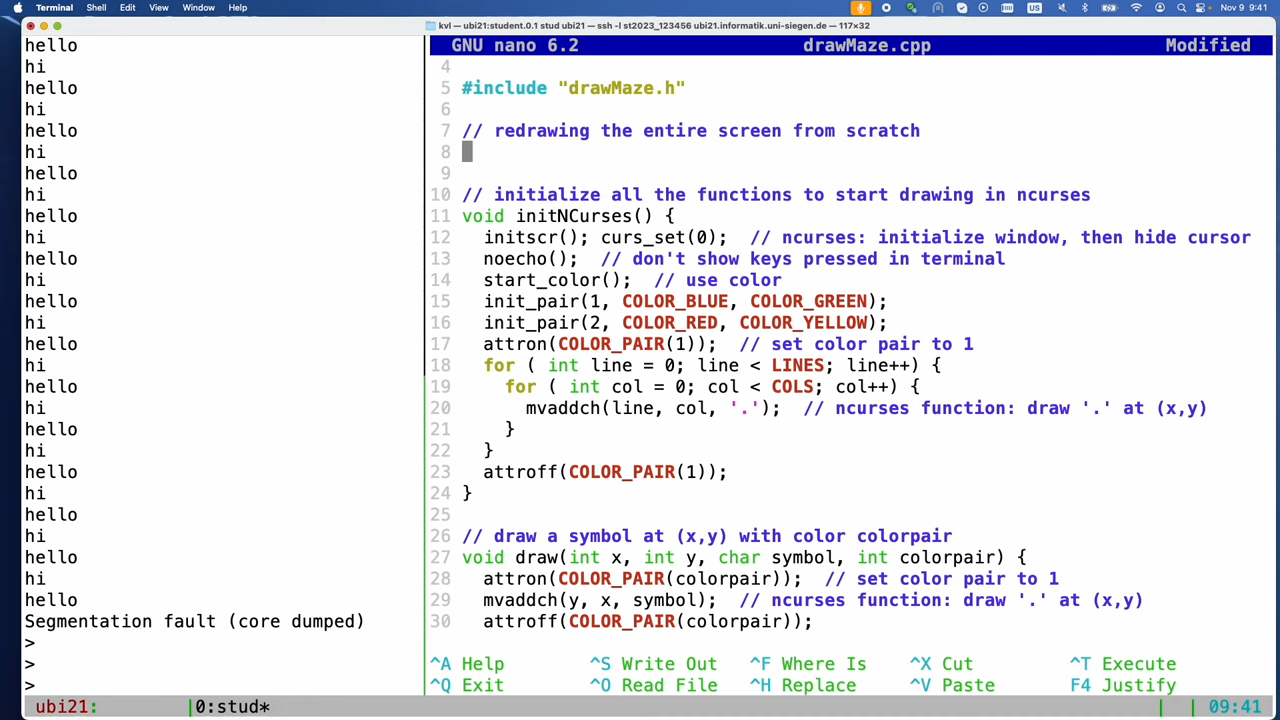 Terminal Shell Edit View Window Help Nov 9 9:41
kvl — ubi21:student.0.1 stud ubi21 — ssh -l st2023_123456 ubi21.informatik.uni-siegen.de — 117×32
hello
hi
hello
hi
hello
hi
hello
hi
hello
hi
hello
hi
hello
hi
hello
hi
hello
hi
hello
hi
hello
hi
hello
hi
hello
hi
hello
Segmentation fault (core dumped)
>
>
>
GNU nano 6.2 drawMaze.cpp Modified
4
5 #include "drawMaze.h"
6
7 // redrawing the entire screen from scratch
8
9
10 // initialize all the functions to start drawing in ncurses
11 void initNCurses() {
12 initscr(); curs_set(0); // ncurses: initialize window, then hide cursor
13 noecho(); // don't show keys pressed in terminal
14 start_color(); // use color
15 init_pair(1, COLOR_BLUE, COLOR_GREEN);
16 init_pair(2, COLOR_RED, COLOR_YELLOW);
17 attron(COLOR_PAIR(1)); // set color pair to 1
18 for ( int line = 0; line < LINES; line++) {
19 for ( int col = 0; col < COLS; col++) {
20 mvaddch(line, col, '.'); // ncurses function: draw '.' at (x,y)
21 }
22 }
23 attroff(COLOR_PAIR(1));
24 }
25
26 // draw a symbol at (x,y) with color colorpair
27 void draw(int x, int y, char symbol, int colorpair) {
28 attron(COLOR_PAIR(colorpair)); // set color pair to 1
29 mvaddch(y, x, symbol); // ncurses function: draw '.' at (x,y)
30 attroff(COLOR_PAIR(colorpair));
^A Help ^S Write Out ^F Where Is ^X Cut ^T Execute
^Q Exit ^O Read File ^H Replace ^V Paste F4 Justify
ubi21: 0:stud* 09:41